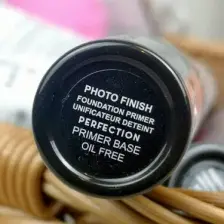 PHOTO FINISH
FOUNDATION PRIMER
UNIFICATEUR DETEINT
PERFECTION
PRIMER BASE
OIL FREE